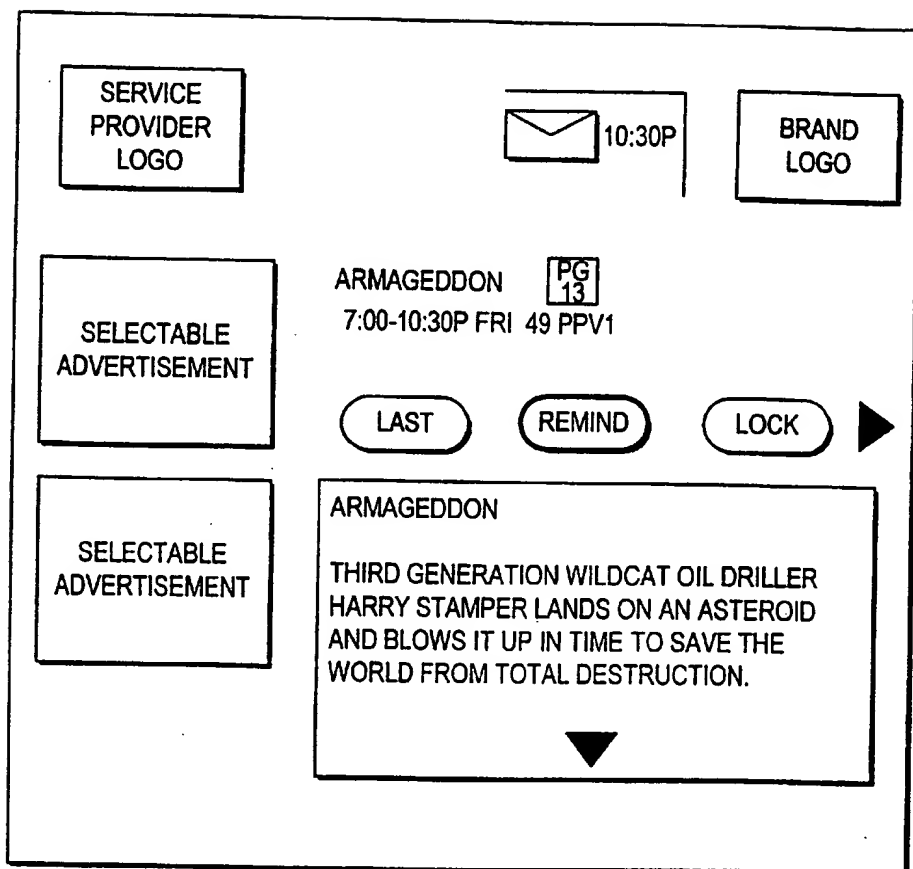 SERVICE
PROVIDER
LOGO
10:30P
BRAND
LOGO
SELECTABLE
ADVERTISEMENT
ARMAGEDDON PG
13
7:00-10:30P FRI 49 PPV1
LAST REMIND LOCK
SELECTABLE
ADVERTISEMENT
ARMAGEDDON
THIRD GENERATION WILDCAT OIL DRILLER
HARRY STAMPER LANDS ON AN ASTEROID
AND BLOWS IT UP IN TIME TO SAVE THE
WORLD FROM TOTAL DESTRUCTION.